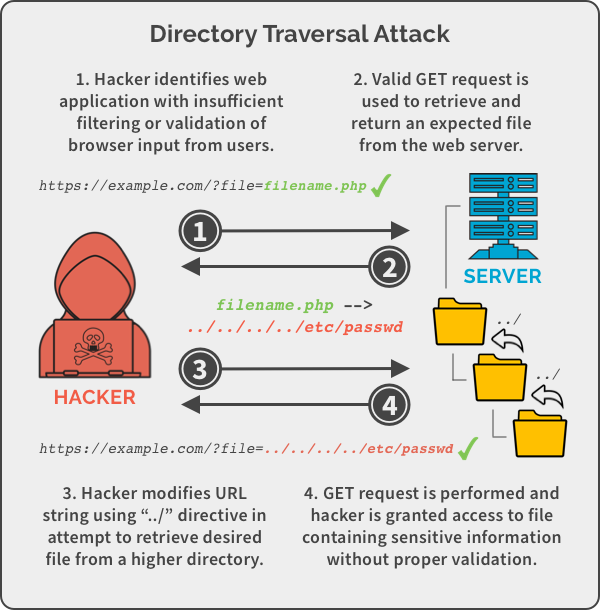 Directory Traversal Attack
1. Hacker identifies web
application with insufficient
filtering or validation of
browser input from users.
2. Valid GET request is
used to retrieve and
return an expected file
from the web server.
https://example.com/?file=filename.php
1
2
SERVER
filename.php -->
../../../../etc/passwd
../
3
../
4
HACKER
https://example.com/?file=../../../../etc/passwd
3. Hacker modifies URL
string using “../” directive in
attempt to retrieve desired
file from a higher directory.
4. GET request is performed and
hacker is granted access to file
containing sensitive information
without proper validation.